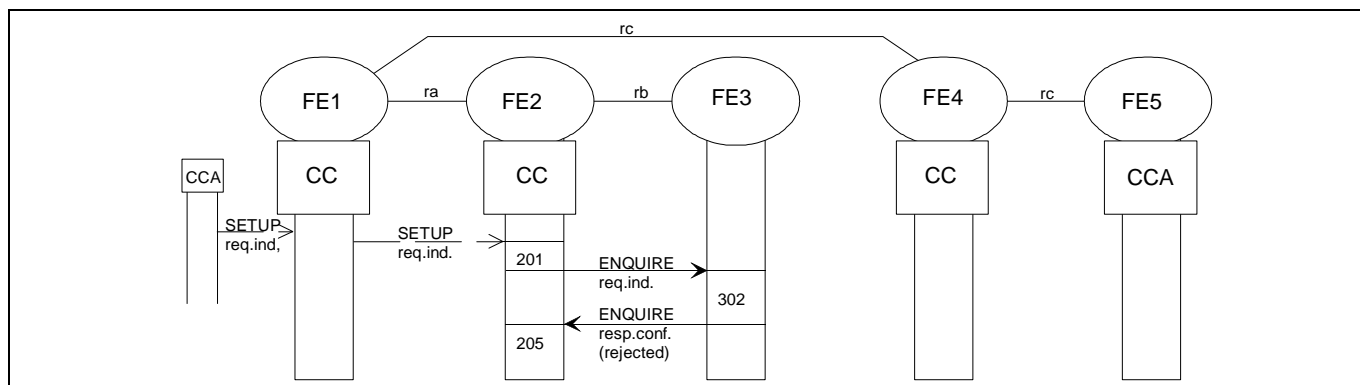 rc
FE1
ra
FE2
rb
FE3
FE4
rc
FE5
CCA
CC
CC
CC
CCA
SETUP
req.ind,
SETUP
req.ind.
201
ENQUIRE
req.ind.
302
ENQUIRE
resp.conf.
(rejected)
205